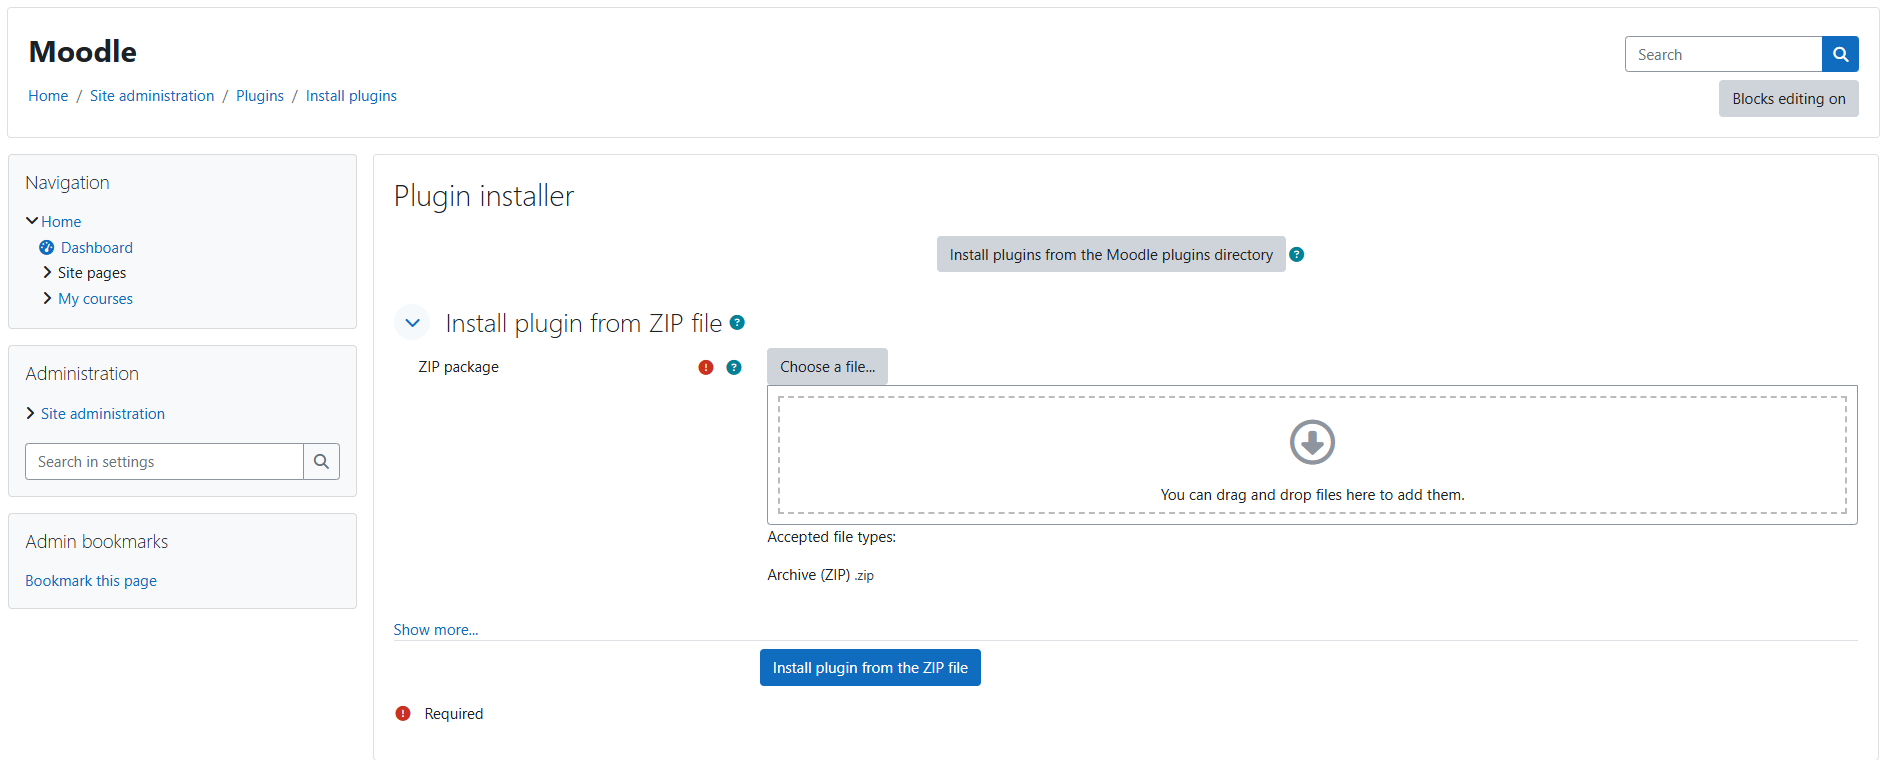 Moodle
Search
Home / Site administration / Plugins / Install plugins
Blocks editing on
Navigation
Home
Dashboard
Site pages
My courses
Administration
Site administration
Search in settings
Admin bookmarks
Bookmark this page
Plugin installer
Install plugins from the Moodle plugins directory
Install plugin from ZIP file
ZIP package
Choose a file...
You can drag and drop files here to add them.
Accepted file types:
Archive (ZIP) .zip
Show more...
Install plugin from the ZIP file
Required